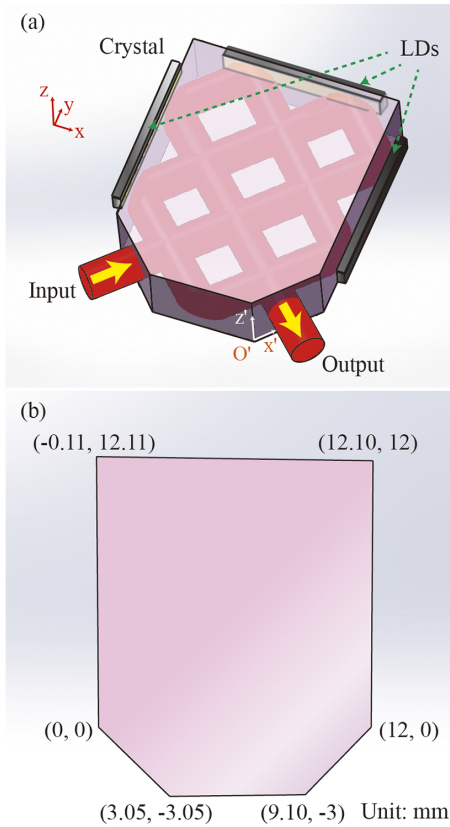 (a)
Crystal
LDs
z
y
x
Input
z'
O'
x'
Output
(b)
(-0.11, 12.11)
(12.10, 12)
(0, 0)
(12, 0)
(3.05, -3.05)
(9.10, -3)
Unit: mm